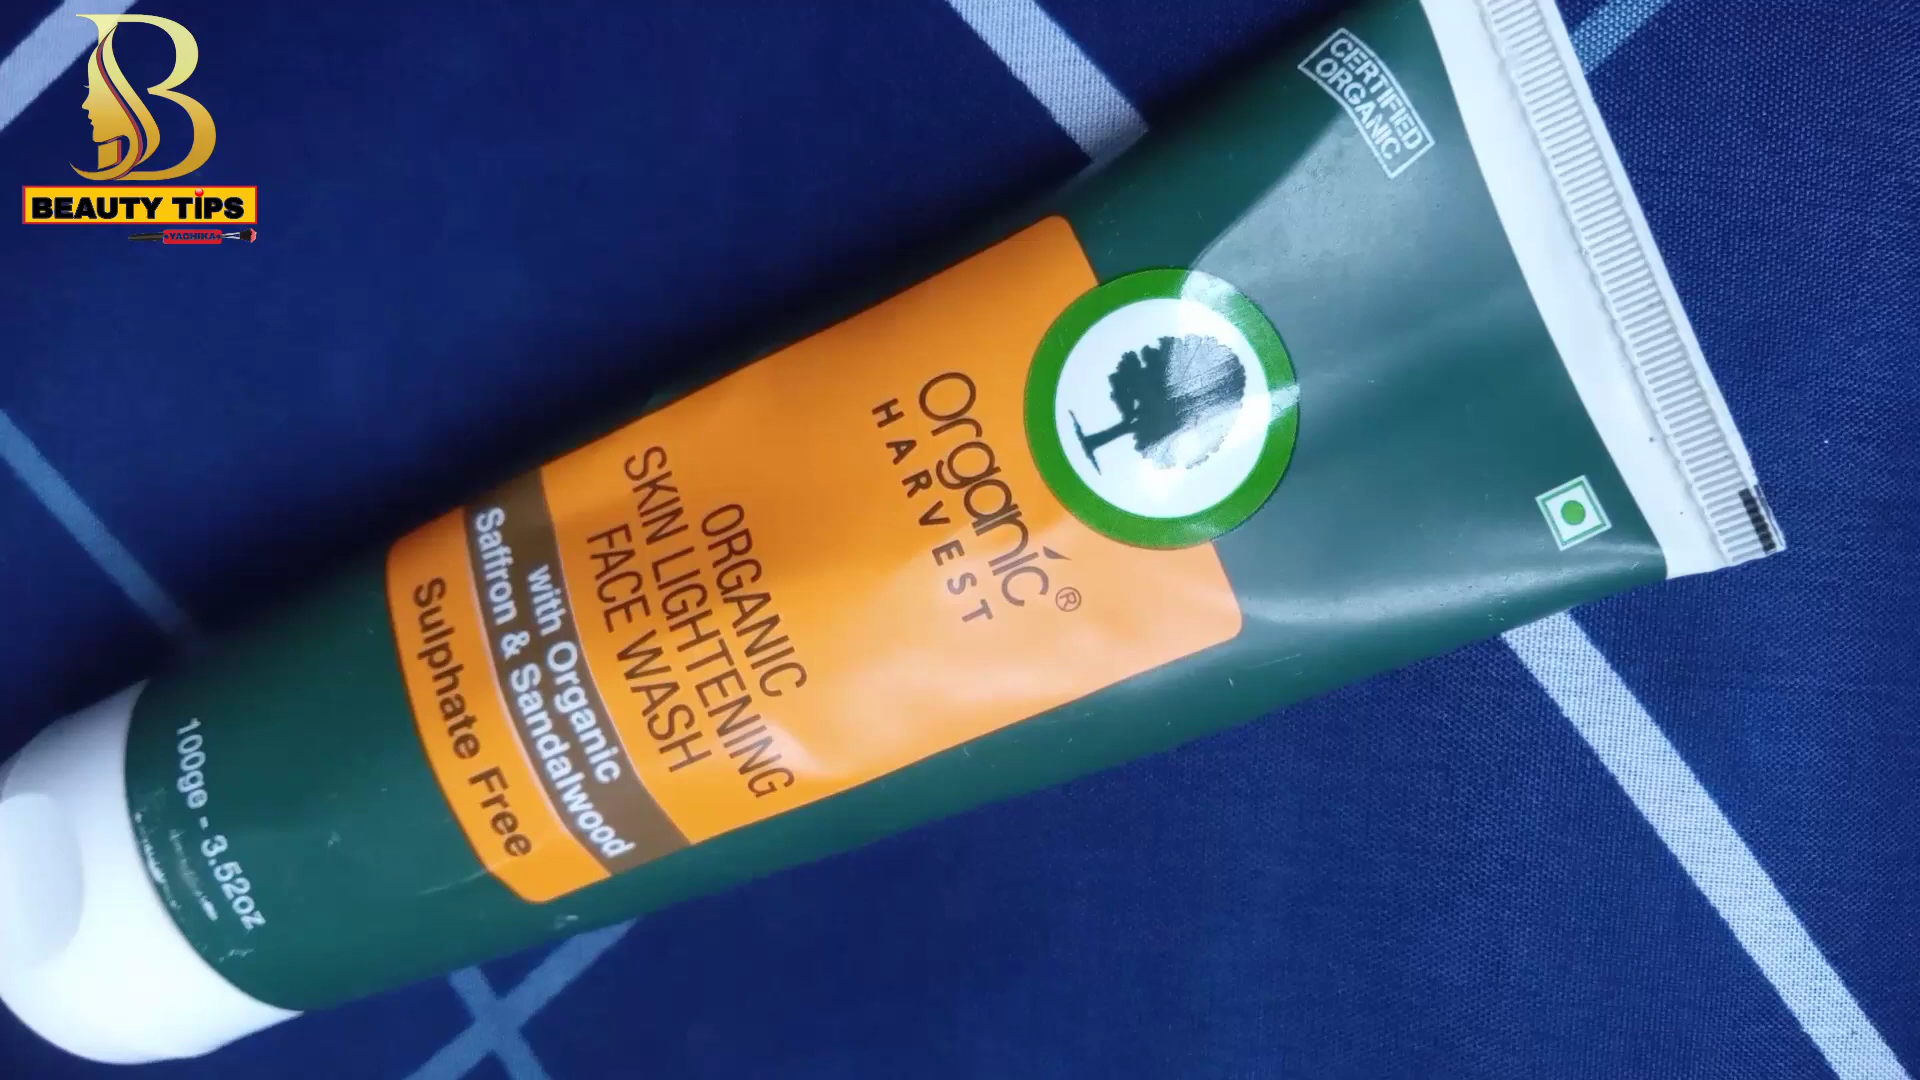 B
BEAUTY TIPS
YACHIKA
CERTIFIED
ORGANIC
Organic®
HARVEST
ORGANIC
SKIN LIGHTENING
FACE WASH
with Organic
Saffron & Sandalwood
Sulphate Free
100ge - 3.52oz